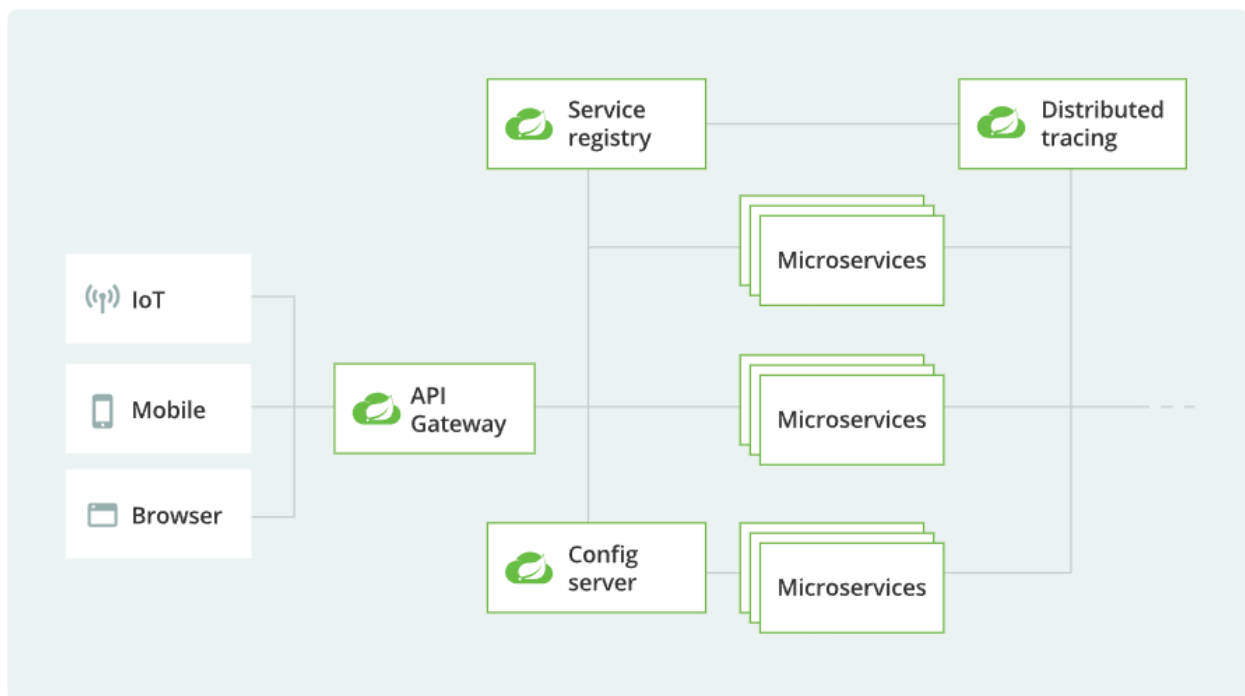 Service
registry
Distributed
tracing
Microservices
IoT
Mobile
API
Gateway
Microservices
Browser
Config
server
Microservices